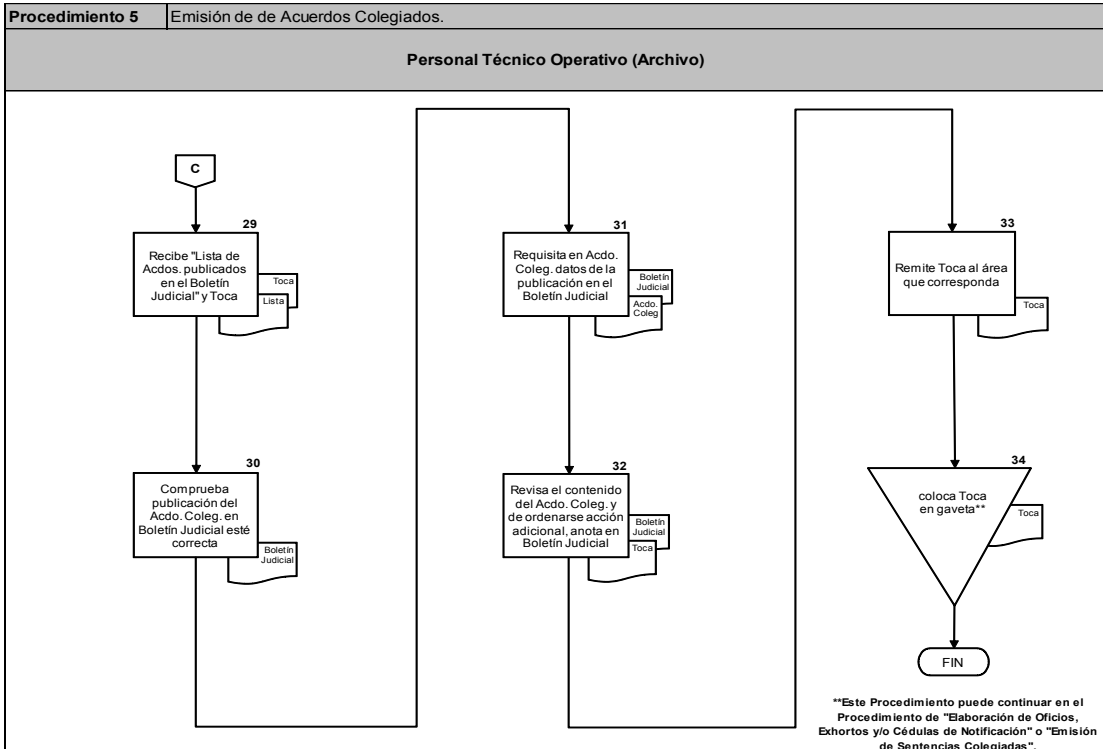 Procedimiento 5 Emisión de de Acuerdos Colegiados.
Personal Técnico Operativo (Archivo)
C
29
Recibe "Lista de
Acdos. publicados
en el Boletín
Judicial" y Toca
Toca
Lista
30
Comprueba
publicación del
Acdo. Coleg. en
Boletín Judicial esté
correcta
Boletín
Judicial
31
Requisita en Acdo.
Coleg. datos de la
publicación en el
Boletín Judicial
Boletín
Judicial
Acdo.
Coleg
32
Revisa el contenido
del Acdo. Coleg. y
de ordenarse acción
adicional, anota en
Boletín Judicial
Boletín
Judicial
Toca
33
Remite Toca al área
que corresponda
Toca
34
coloca Toca
en gaveta**
Toca
FIN
**Este Procedimiento puede continuar en el
Procedimiento de "Elaboración de Oficios,
Exhortos y/o Cédulas de Notificación" o "Emisión
de Sentencias Colegiadas".